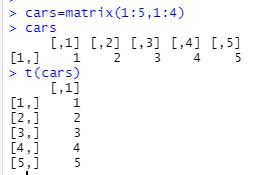 > cars=matrix(1:5,1:4)
> cars
     [,1] [,2] [,3] [,4] [,5]
[1,]    1    2    3    4    5
> t(cars)
     [,1]
[1,]    1
[2,]    2
[3,]    3
[4,]    4
[5,]    5